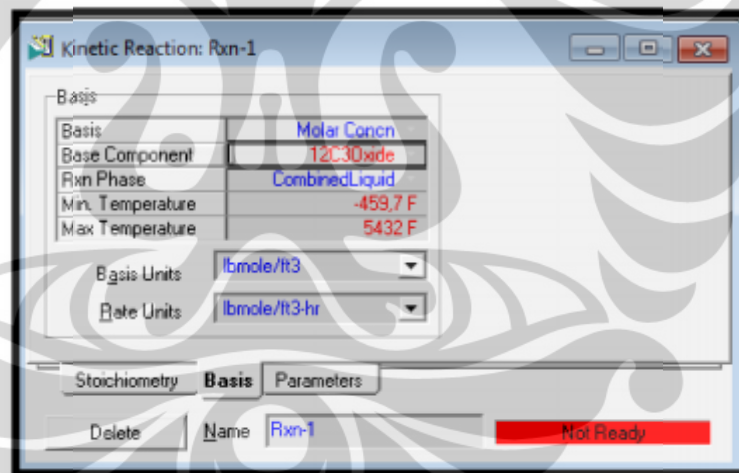 Kinetic Reaction: Rxn-1
Basis
Basis Molar Concn
Base Component 12C3Oxide
Rxn Phase CombinedLiquid
Min. Temperature -459,7 F
Max Temperature 5432 F
Basis Units lbmole/ft3
Rate Units lbmole/ft3-hr
Stoichiometry Basis Parameters
Delete Name Rxn-1 Not Ready